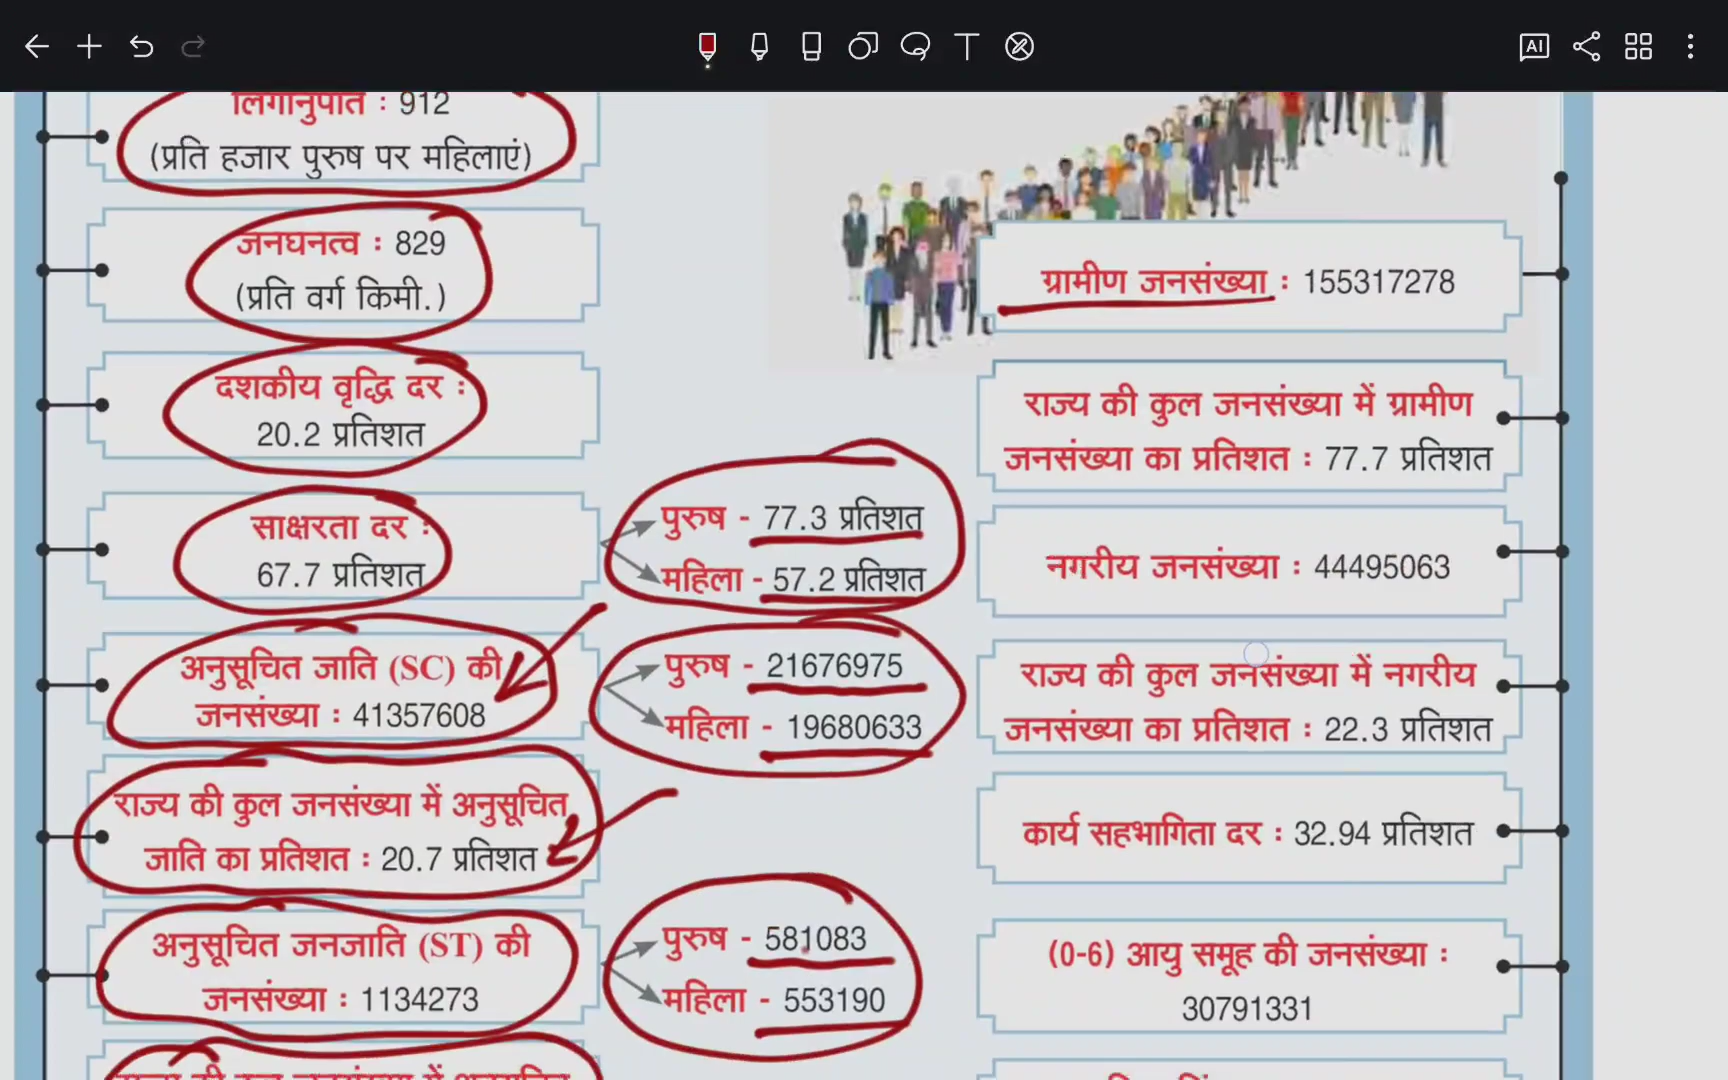 AI
लिंगानुपात : 912
(प्रति हजार पुरुष पर महिलाएं)
जनघनत्व : 829
(प्रति वर्ग किमी.)
दशकीय वृद्धि दर :
20.2 प्रतिशत
साक्षरता दर :
67.7 प्रतिशत
पुरुष - 77.3 प्रतिशत
महिला - 57.2 प्रतिशत
अनुसूचित जाति (SC) की
जनसंख्या : 41357608
पुरुष - 21676975
महिला - 19680633
राज्य की कुल जनसंख्या में अनुसूचित
जाति का प्रतिशत : 20.7 प्रतिशत
अनुसूचित जनजाति (ST) की
जनसंख्या : 1134273
पुरुष - 581083
महिला - 553190
राज्य की कुल जनसंख्या में अनुसूचित
ग्रामीण जनसंख्या : 155317278
राज्य की कुल जनसंख्या में ग्रामीण
जनसंख्या का प्रतिशत : 77.7 प्रतिशत
नगरीय जनसंख्या : 44495063
राज्य की कुल जनसंख्या में नगरीय
जनसंख्या का प्रतिशत : 22.3 प्रतिशत
कार्य सहभागिता दर : 32.94 प्रतिशत
(0-6) आयु समूह की जनसंख्या :
30791331